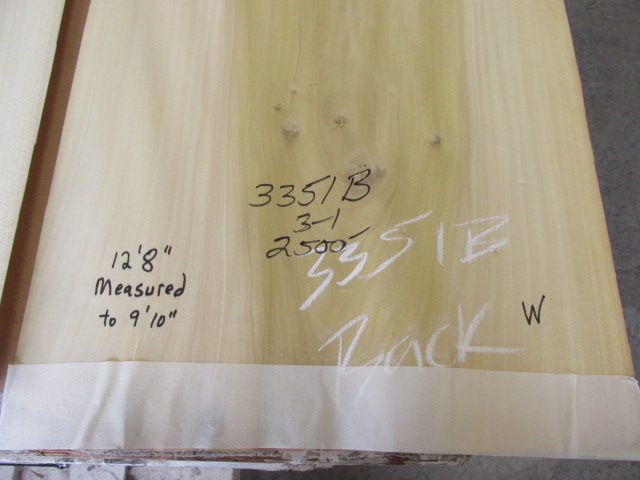 3351B
3-1
2500
3351B
12'8"
Measured
to 9'10"
W
Back